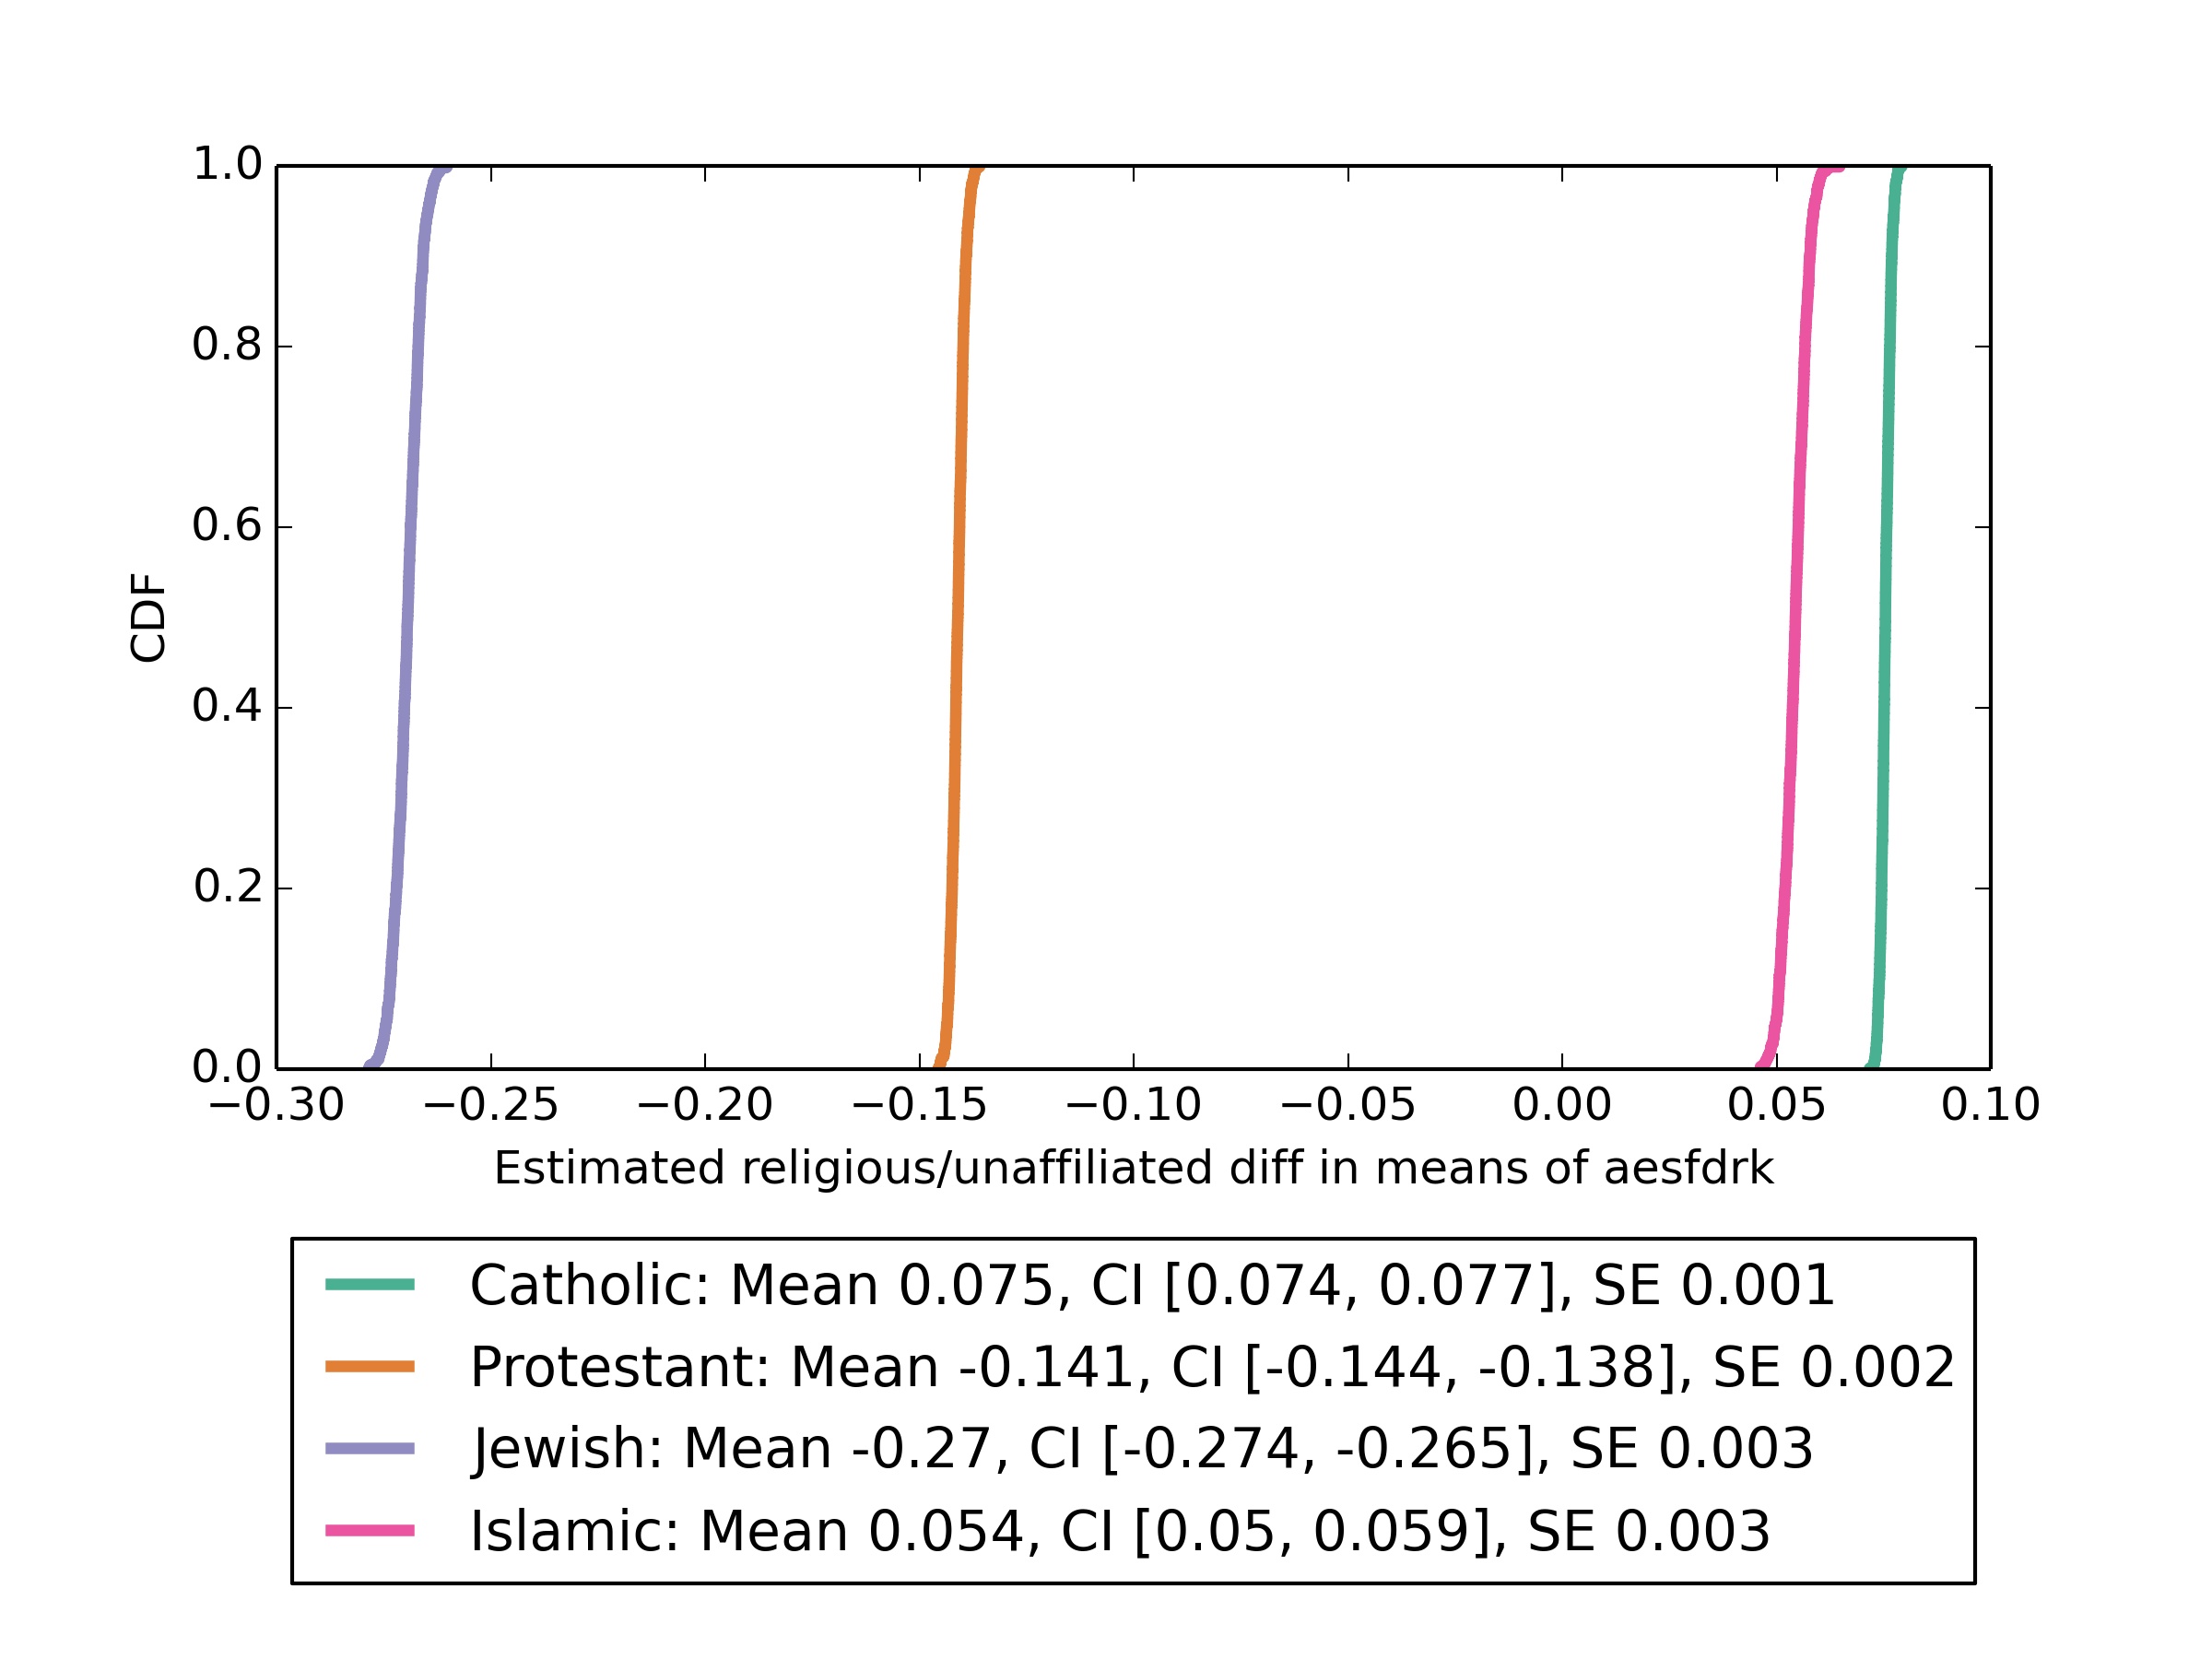 1.0
0.8
0.6
0.4
0.2
0.0
CDF
−0.30 −0.25 −0.20 −0.15 −0.10 −0.05 0.00 0.05 0.10
Estimated religious/unaffiliated diff in means of aesfdrk
Catholic: Mean 0.075, CI [0.074, 0.077], SE 0.001
Protestant: Mean -0.141, CI [-0.144, -0.138], SE 0.002
Jewish: Mean -0.27, CI [-0.274, -0.265], SE 0.003
Islamic: Mean 0.054, CI [0.05, 0.059], SE 0.003